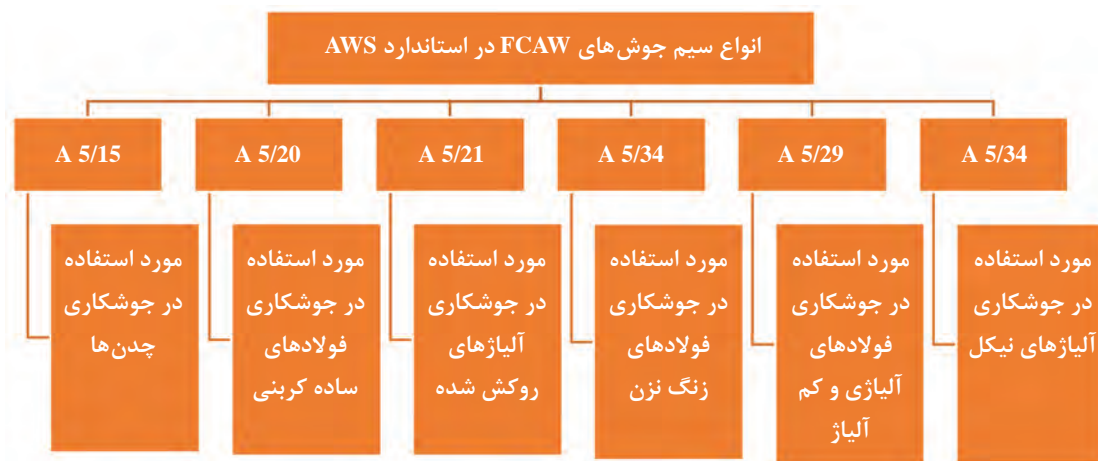 انواع سیم جوش‌های FCAW در استاندارد AWS
A 5/15
A 5/20
A 5/21
A 5/34
A 5/29
A 5/34
مورد استفاده
در جوشکاری
چدن‌ها
مورد استفاده
در جوشکاری
فولادهای
ساده کربنی
مورد استفاده
در جوشکاری
آلیاژهای
روکش شده
مورد استفاده
در جوشکاری
فولادهای
زنگ نزن
مورد استفاده
در جوشکاری
فولادهای
آلیاژی و کم
آلیاژ
مورد استفاده
در جوشکاری
آلیاژهای نیکل